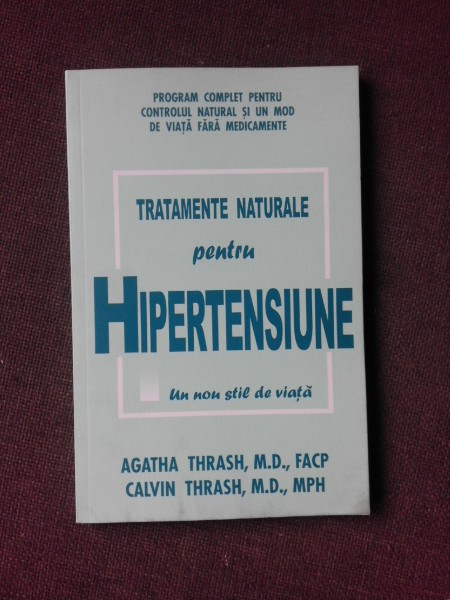 PROGRAM COMPLET PENTRU
CONTROLUL NATURAL ȘI UN MOD
DE VIAȚĂ FĂRĂ MEDICAMENTE
TRATAMENTE NATURALE
pentru
HIPERTENSIUNE
Un nou stil de viață
AGATHA THRASH, M.D., FACP
CALVIN THRASH, M.D., MPH